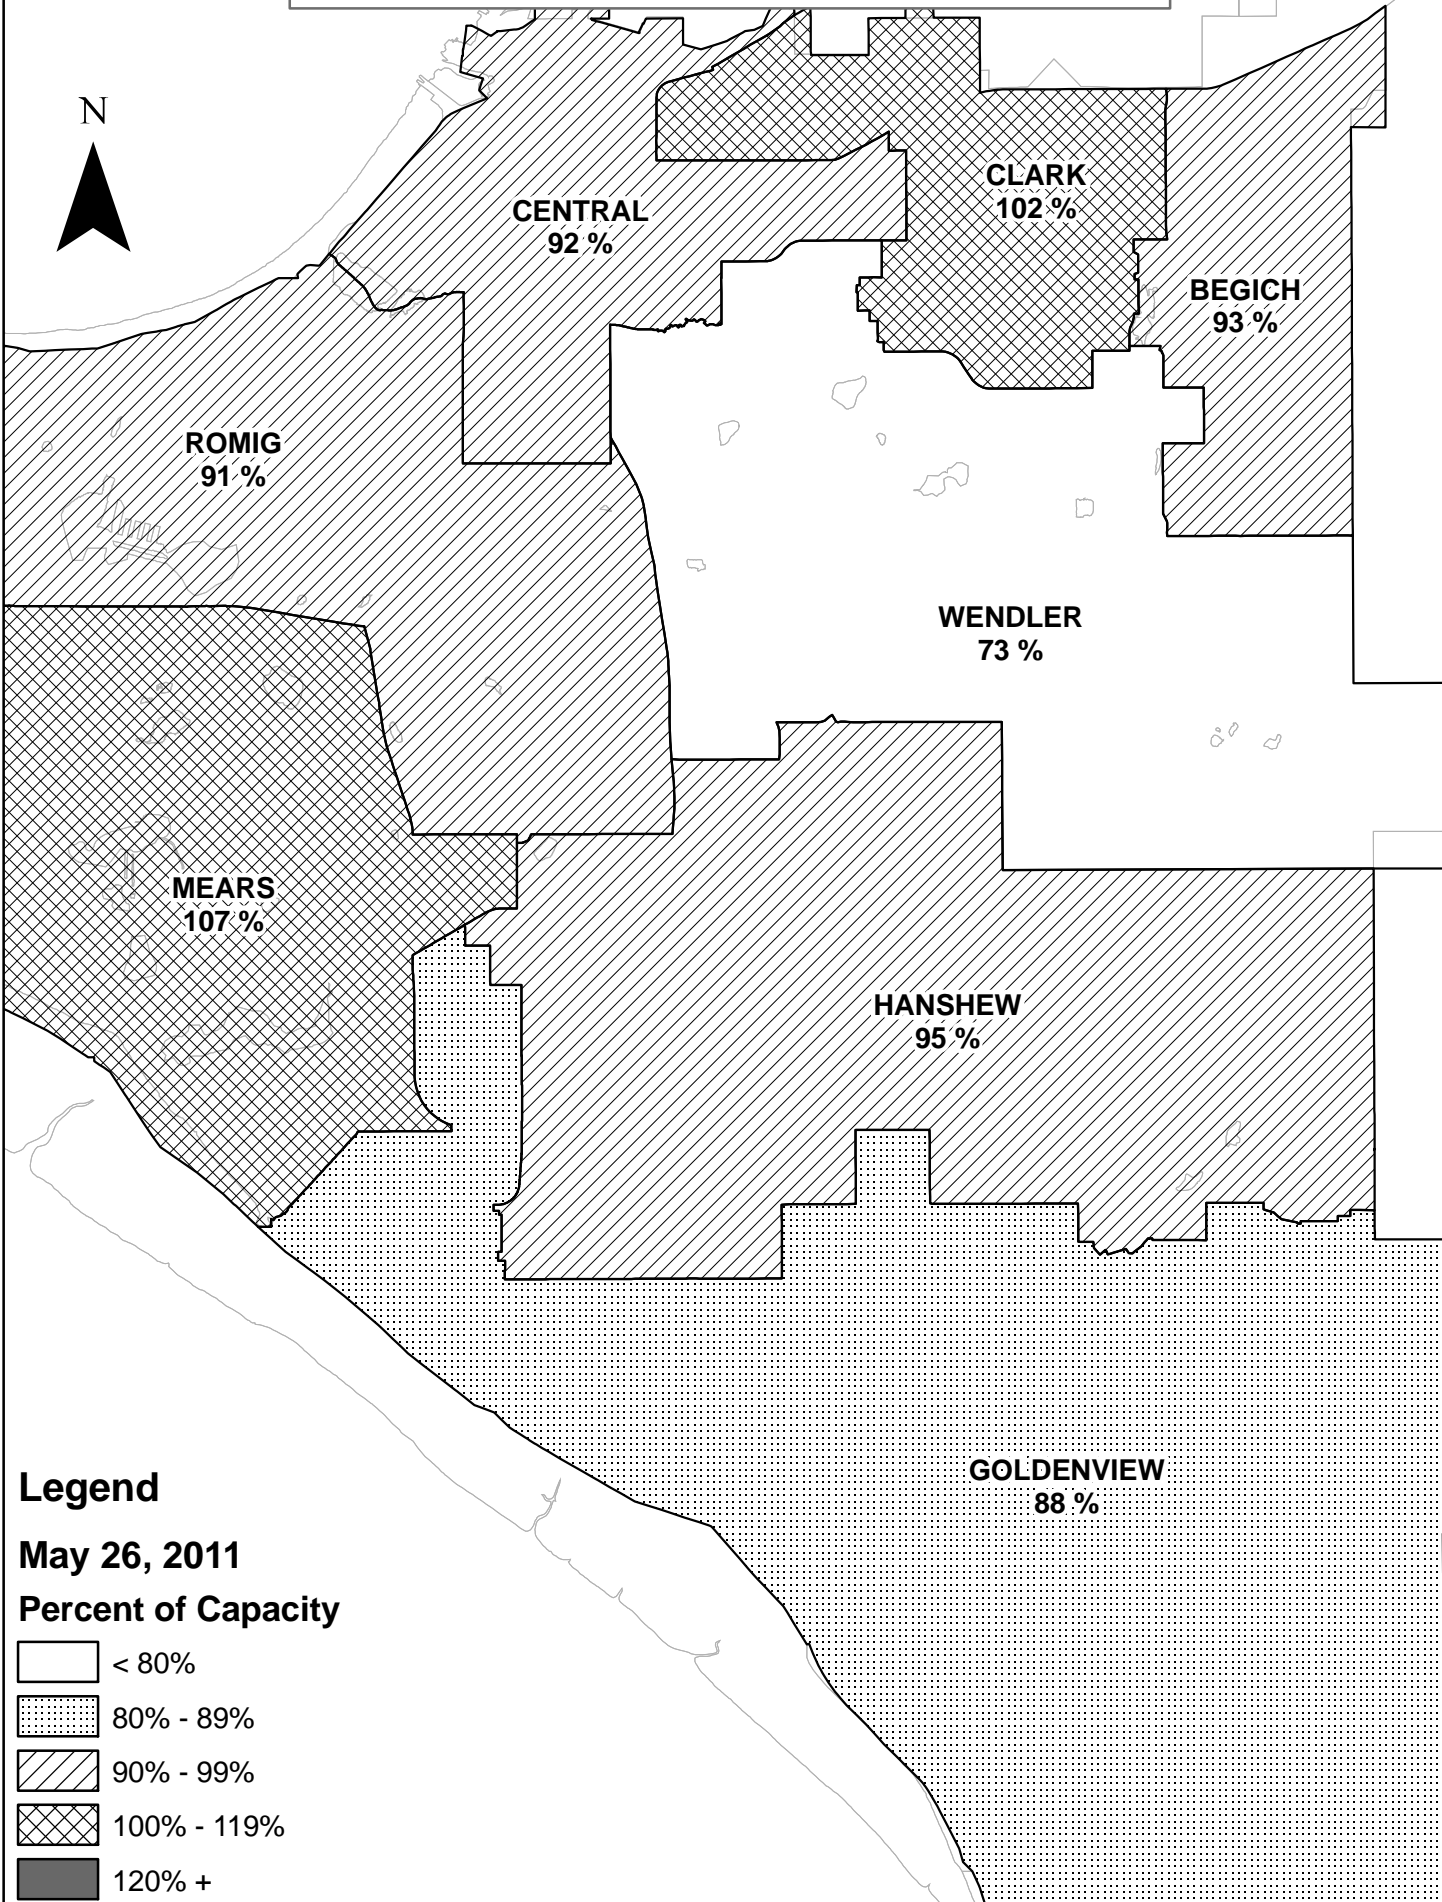 N
CLARK
102 %
CENTRAL
92 %
BEGICH
93 %
ROMIG
91 %
WENDLER
73 %
MEARS
107 %
HANSHEW
95 %
GOLDENVIEW
88 %
Legend
May 26, 2011
Percent of Capacity
< 80%
80% - 89%
90% - 99%
100% - 119%
120% +